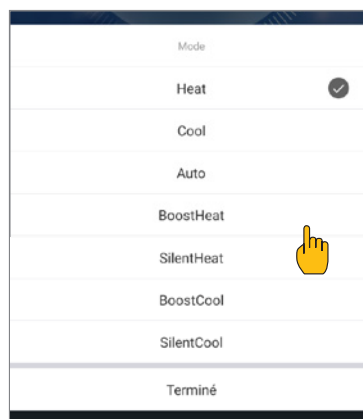 Mode
Heat
Cool
Auto
BoostHeat
SilentHeat
BoostCool
SilentCool
Terminé